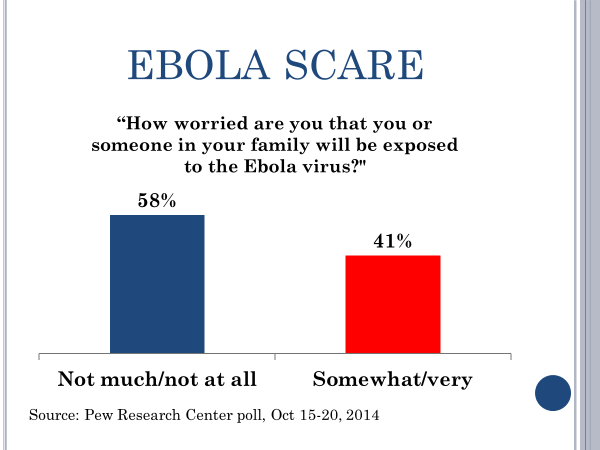 EBOLA SCARE
“How worried are you that you or
someone in your family will be exposed
to the Ebola virus?"
58%
41%
Not much/not at all
Somewhat/very
Source: Pew Research Center poll, Oct 15-20, 2014